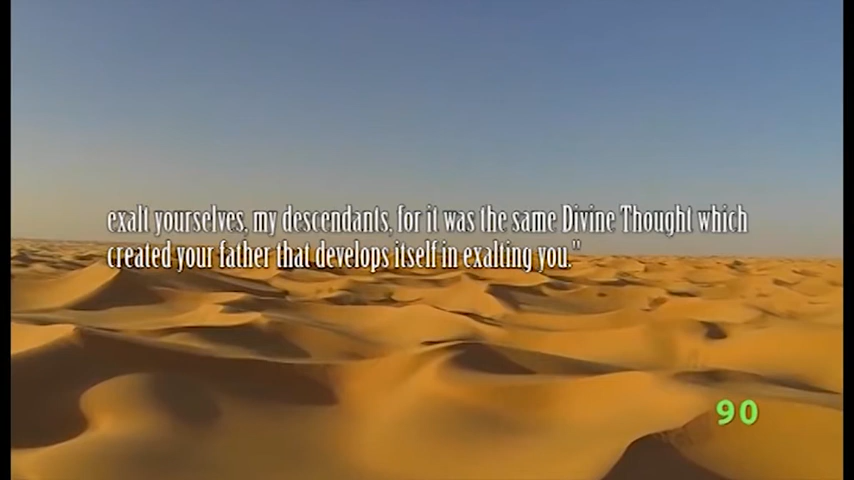 exalt yourselves, my descendants, for it was the same Divine Thought which
created your father that develops itself in exalting you."
90